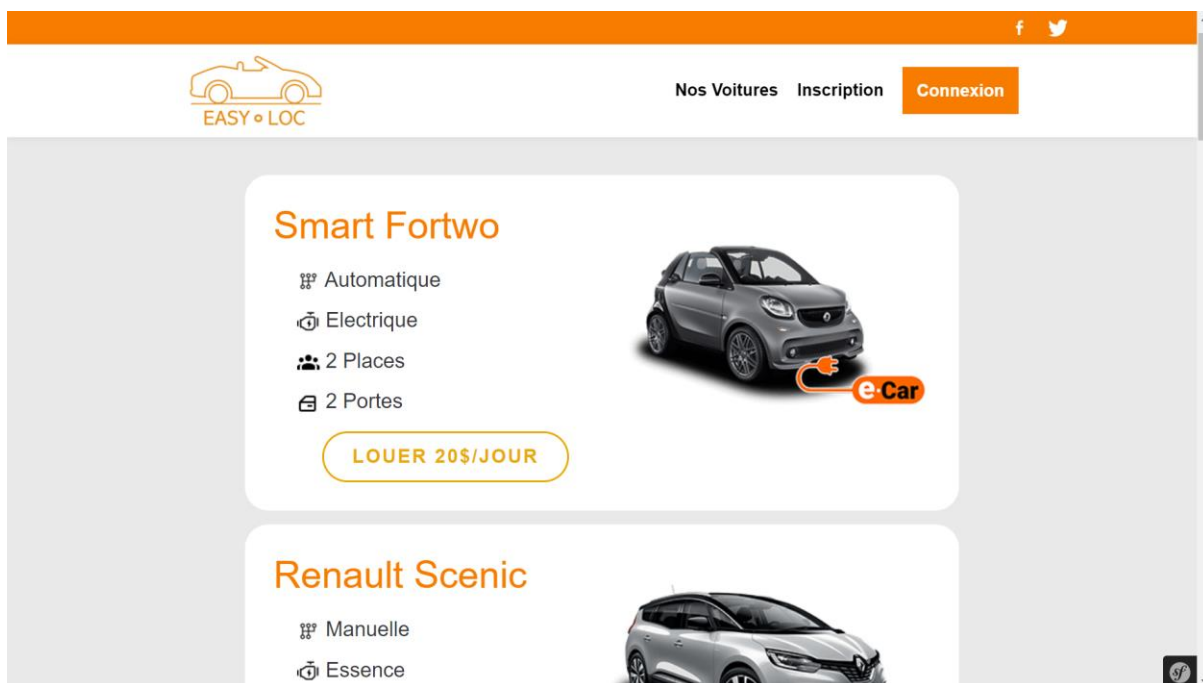 f
Nos Voitures Inscription Connexion
EASY LOC
Smart Fortwo
Automatique
Electrique
2 Places
2 Portes
e-Car
LOUER 20$/JOUR
Renault Scenic
Manuelle
Essence
sf